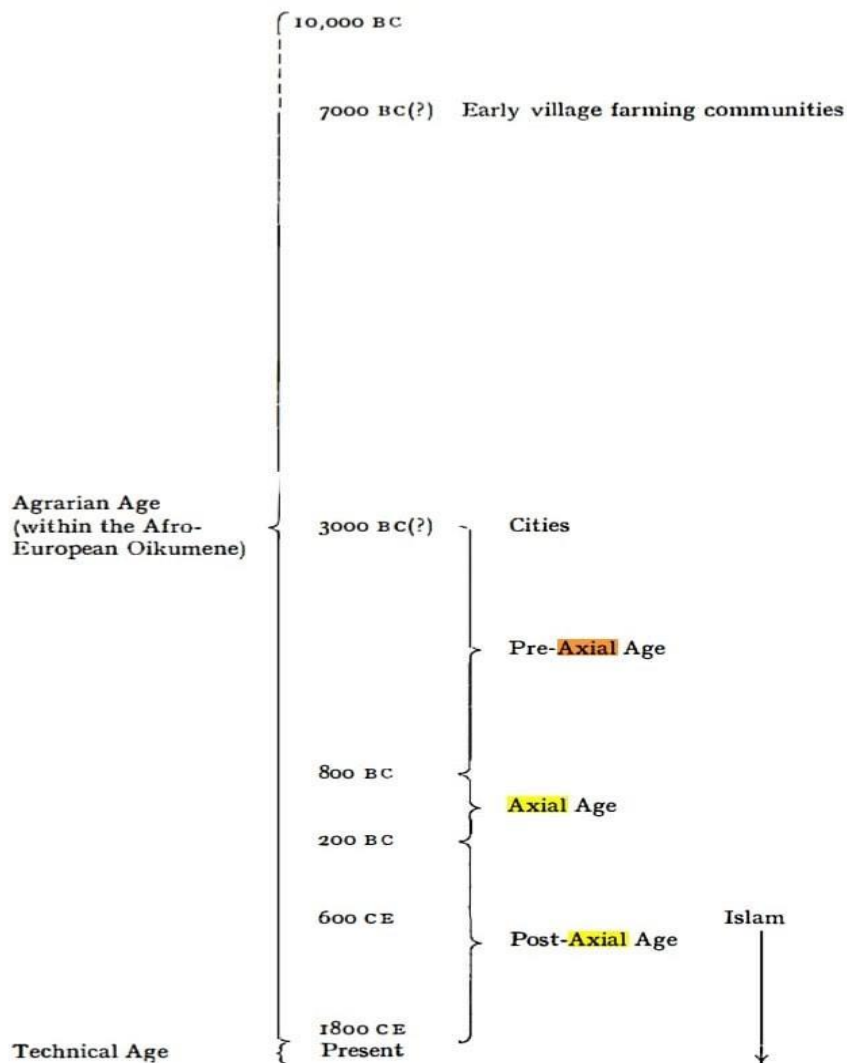 10,000 BC
7000 BC(?) Early village farming communities
Agrarian Age
(within the Afro-
European Oikumene)
3000 BC(?) Cities
Pre-Axial Age
800 BC
Axial Age
200 BC
600 CE Islam
Post-Axial Age
1800 CE
Technical Age Present